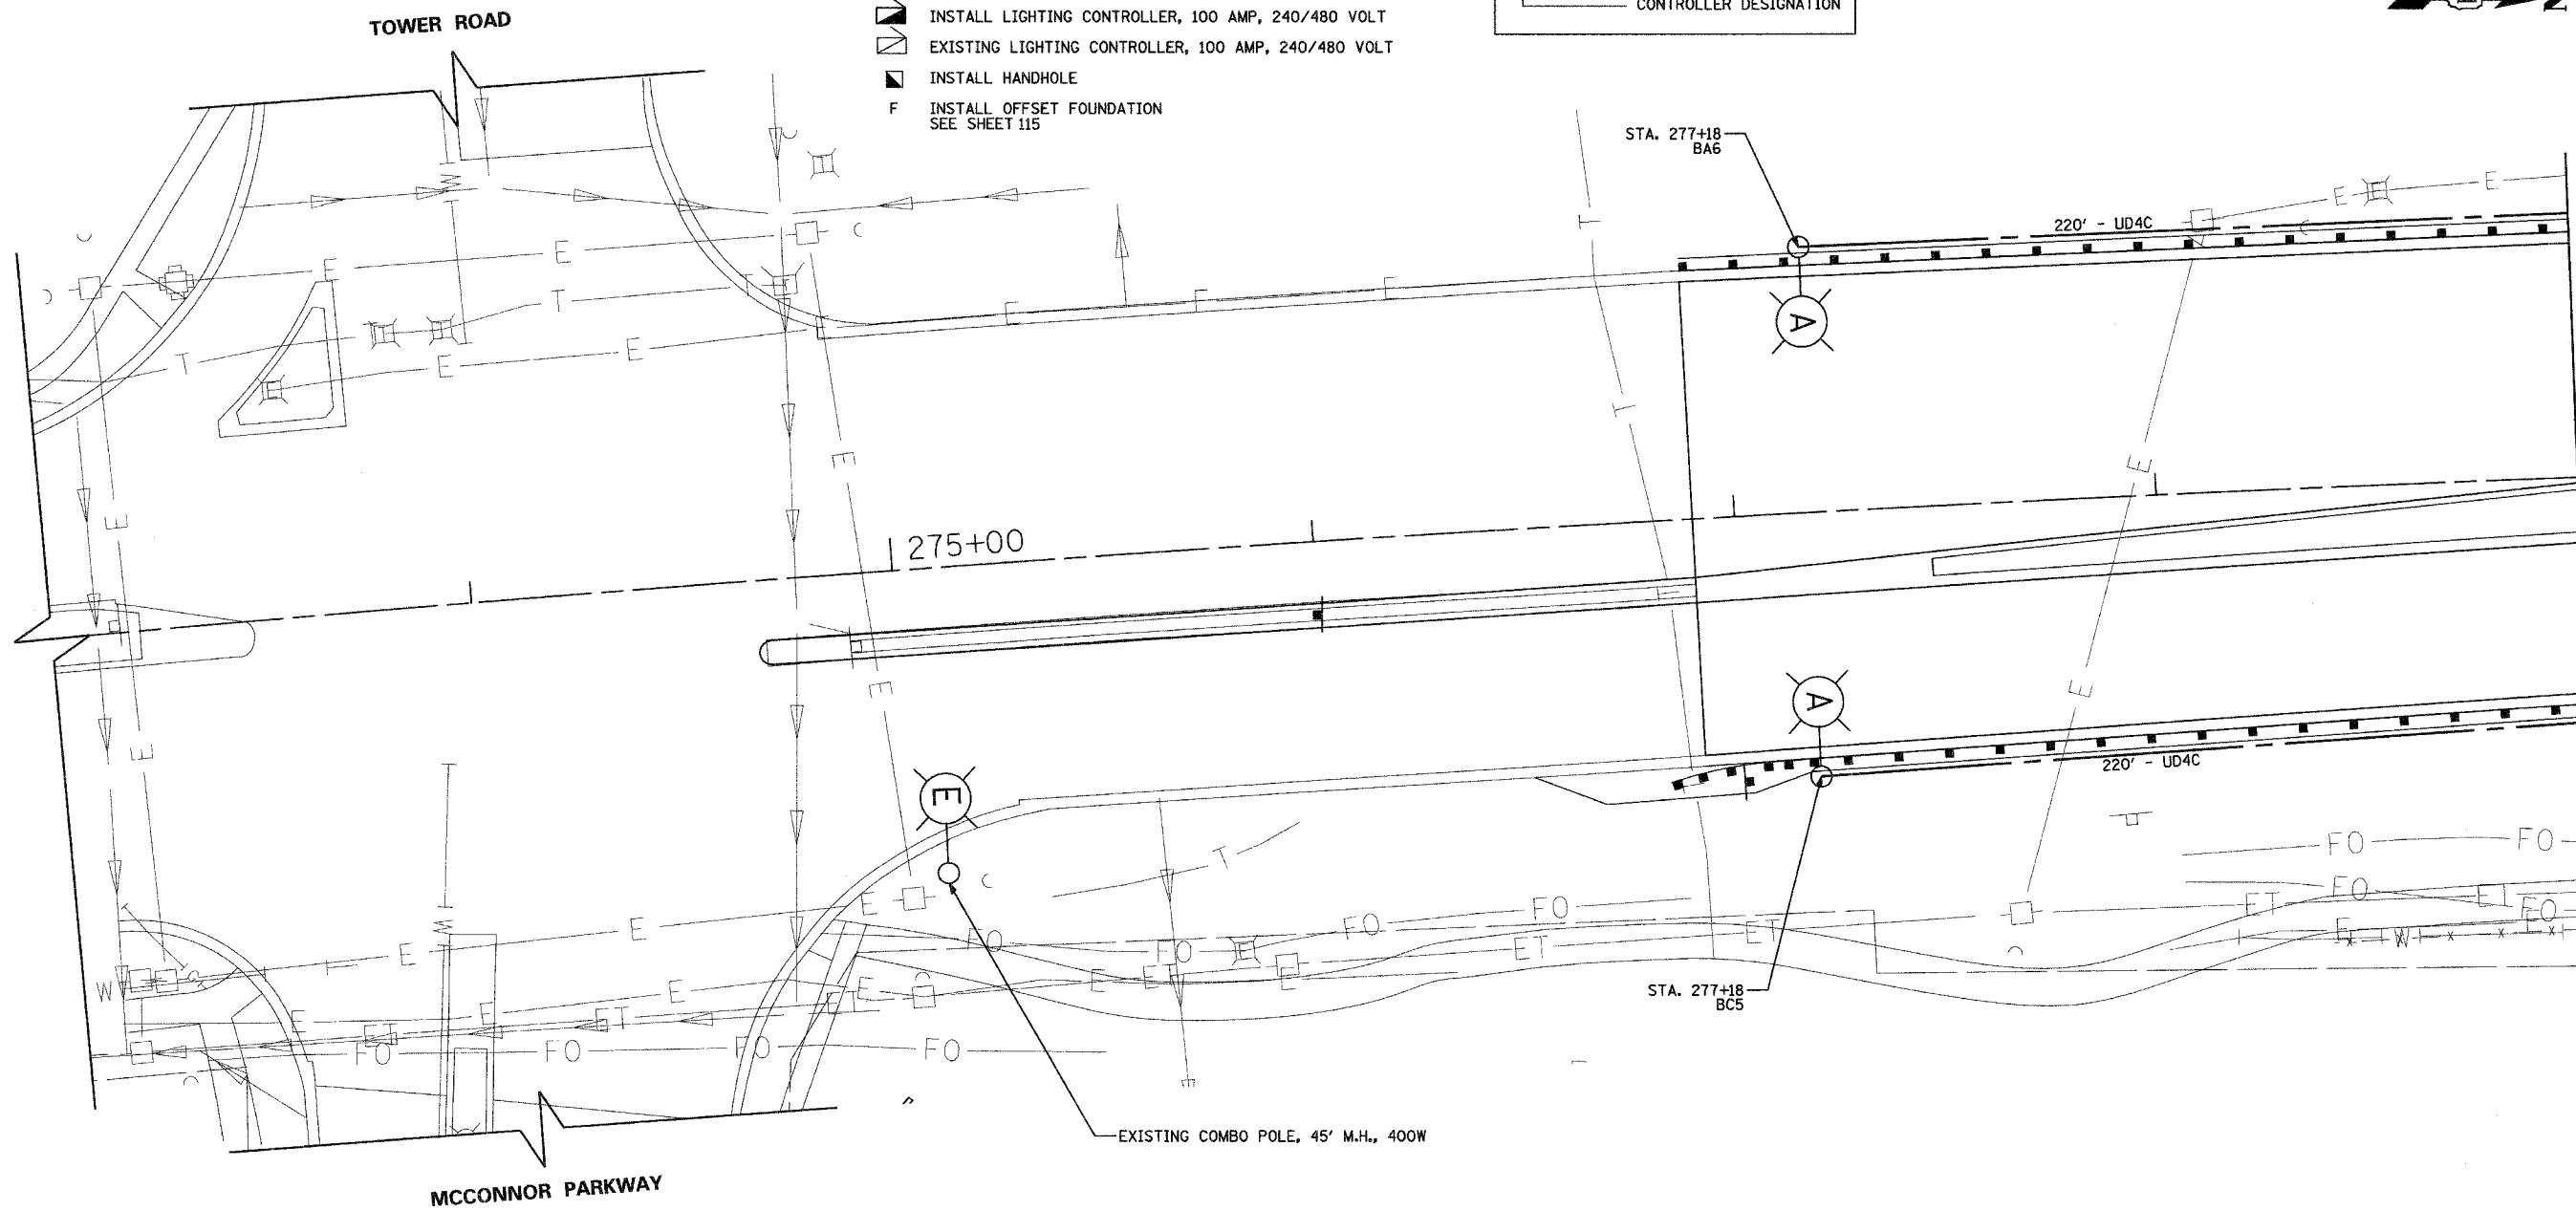 TOWER ROAD
INSTALL LIGHTING CONTROLLER, 100 AMP, 240/480 VOLT
EXISTING LIGHTING CONTROLLER, 100 AMP, 240/480 VOLT
INSTALL HANDHOLE
F INSTALL OFFSET FOUNDATION
SEE SHEET 115
CONTROLLER DESIGNATION
STA. 277+18
BA6
220' - UD4C
A
275+00
A
220' - UD4C
E
STA. 277+18
BC5
EXISTING COMBO POLE, 45' M.H., 400W
MCCONNOR PARKWAY